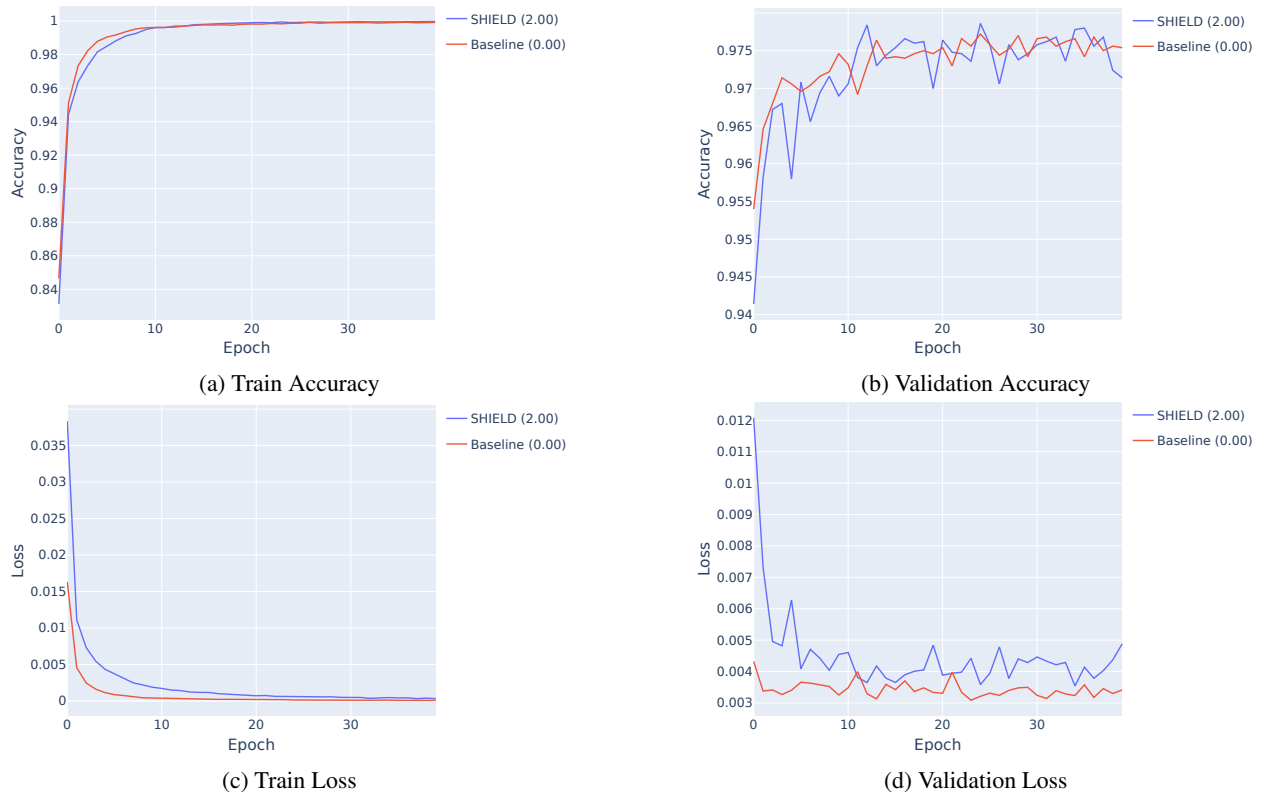 1
0.98
0.96
0.94
0.92
0.9
0.88
0.86
0.84
Accuracy
0 10 20 30
Epoch
SHIELD (2.00)
Baseline (0.00)
(a) Train Accuracy
0.975
0.97
0.965
0.96
0.955
0.95
0.945
0.94
Accuracy
0 10 20 30
Epoch
SHIELD (2.00)
Baseline (0.00)
(b) Validation Accuracy
0.035
0.03
0.025
0.02
0.015
0.01
0.005
0
Loss
0 10 20 30
Epoch
SHIELD (2.00)
Baseline (0.00)
(c) Train Loss
0.012
0.011
0.01
0.009
0.008
0.007
0.006
0.005
0.004
0.003
Loss
0 10 20 30
Epoch
SHIELD (2.00)
Baseline (0.00)
(d) Validation Loss